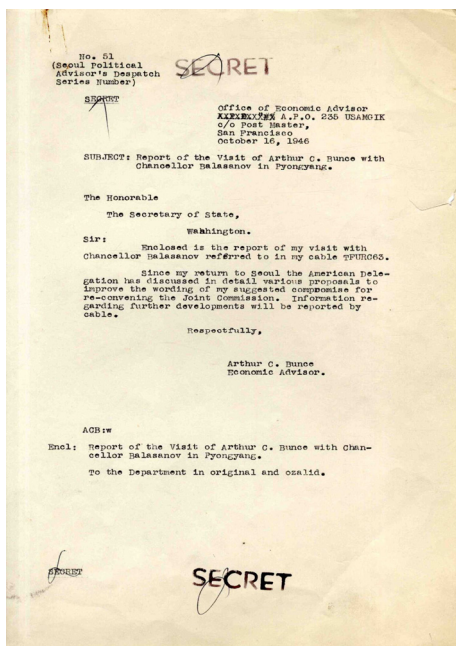 No. 51
(Seoul Political
Advisor's Despatch
Series Number)
SECRET
SECRET
Office of Economic Advisor
A.P.O. 235 USAMGIK
c/o Post Master,
San Francisco
October 16, 1946
SUBJECT: Report of the Visit of Arthur C. Bunce with
Chancellor Balasanov in Pyongyang.
The Honorable
The Secretary of State,
Washington.
Sir:
Enclosed is the report of my visit with
Chancellor Balasanov referred to in my cable TFURC63.
Since my return to Seoul the American Dele-
gation has discussed in detail various proposals to
improve the wording of my suggested compromise for
re-convening the Joint Commission. Information re-
garding further developments will be reported by
cable.
Respectfully,
Arthur C. Bunce
Economic Advisor.
ACB:w
Encl: Report of the Visit of Arthur C. Bunce with Chan-
cellor Balasanov in Pyongyang.
To the Department in original and ozalid.
SECRET
SECRET